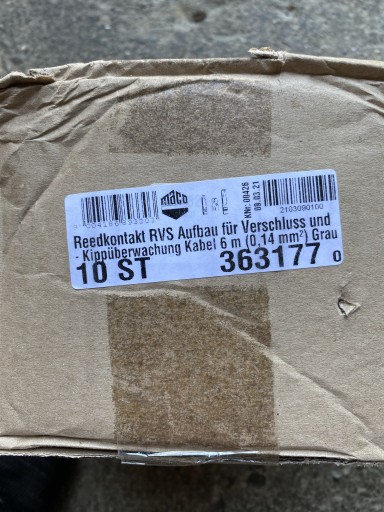 MACO
KNr: 00426
09.03.21
2103090100
Reedkontakt RVS Aufbau für Verschluss und
- Kippüberwachung Kabel 6 m (0,14 mm²) Grau
10 ST 363177 0